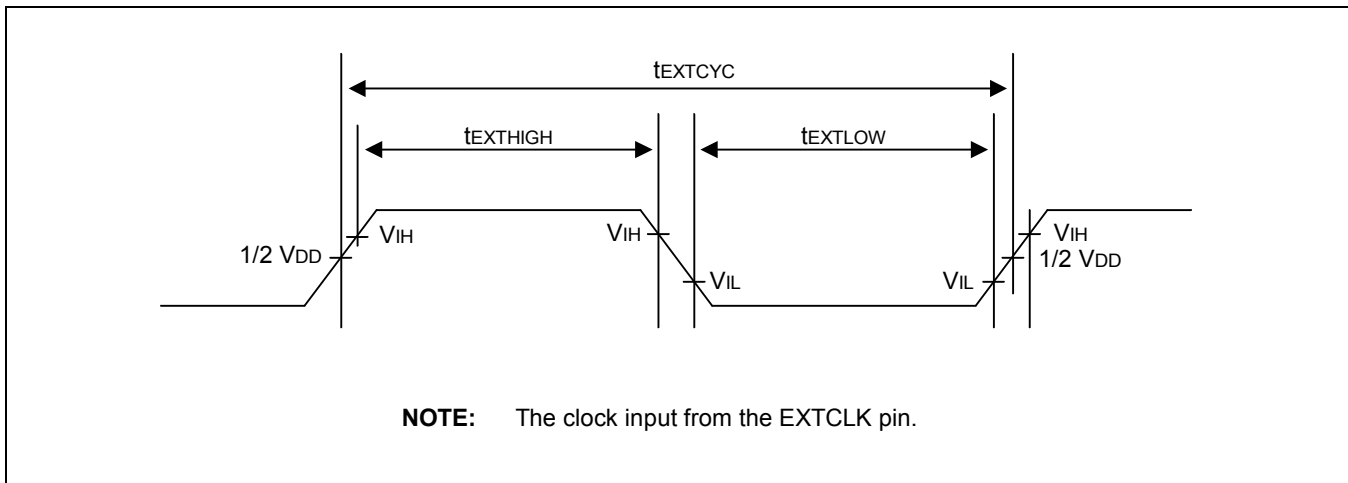 tEXTCYC
tEXTHIGH
tEXTLOW
VIH
VIH
VIH
1/2 VDD
1/2 VDD
VIL
VIL
NOTE: The clock input from the EXTCLK pin.